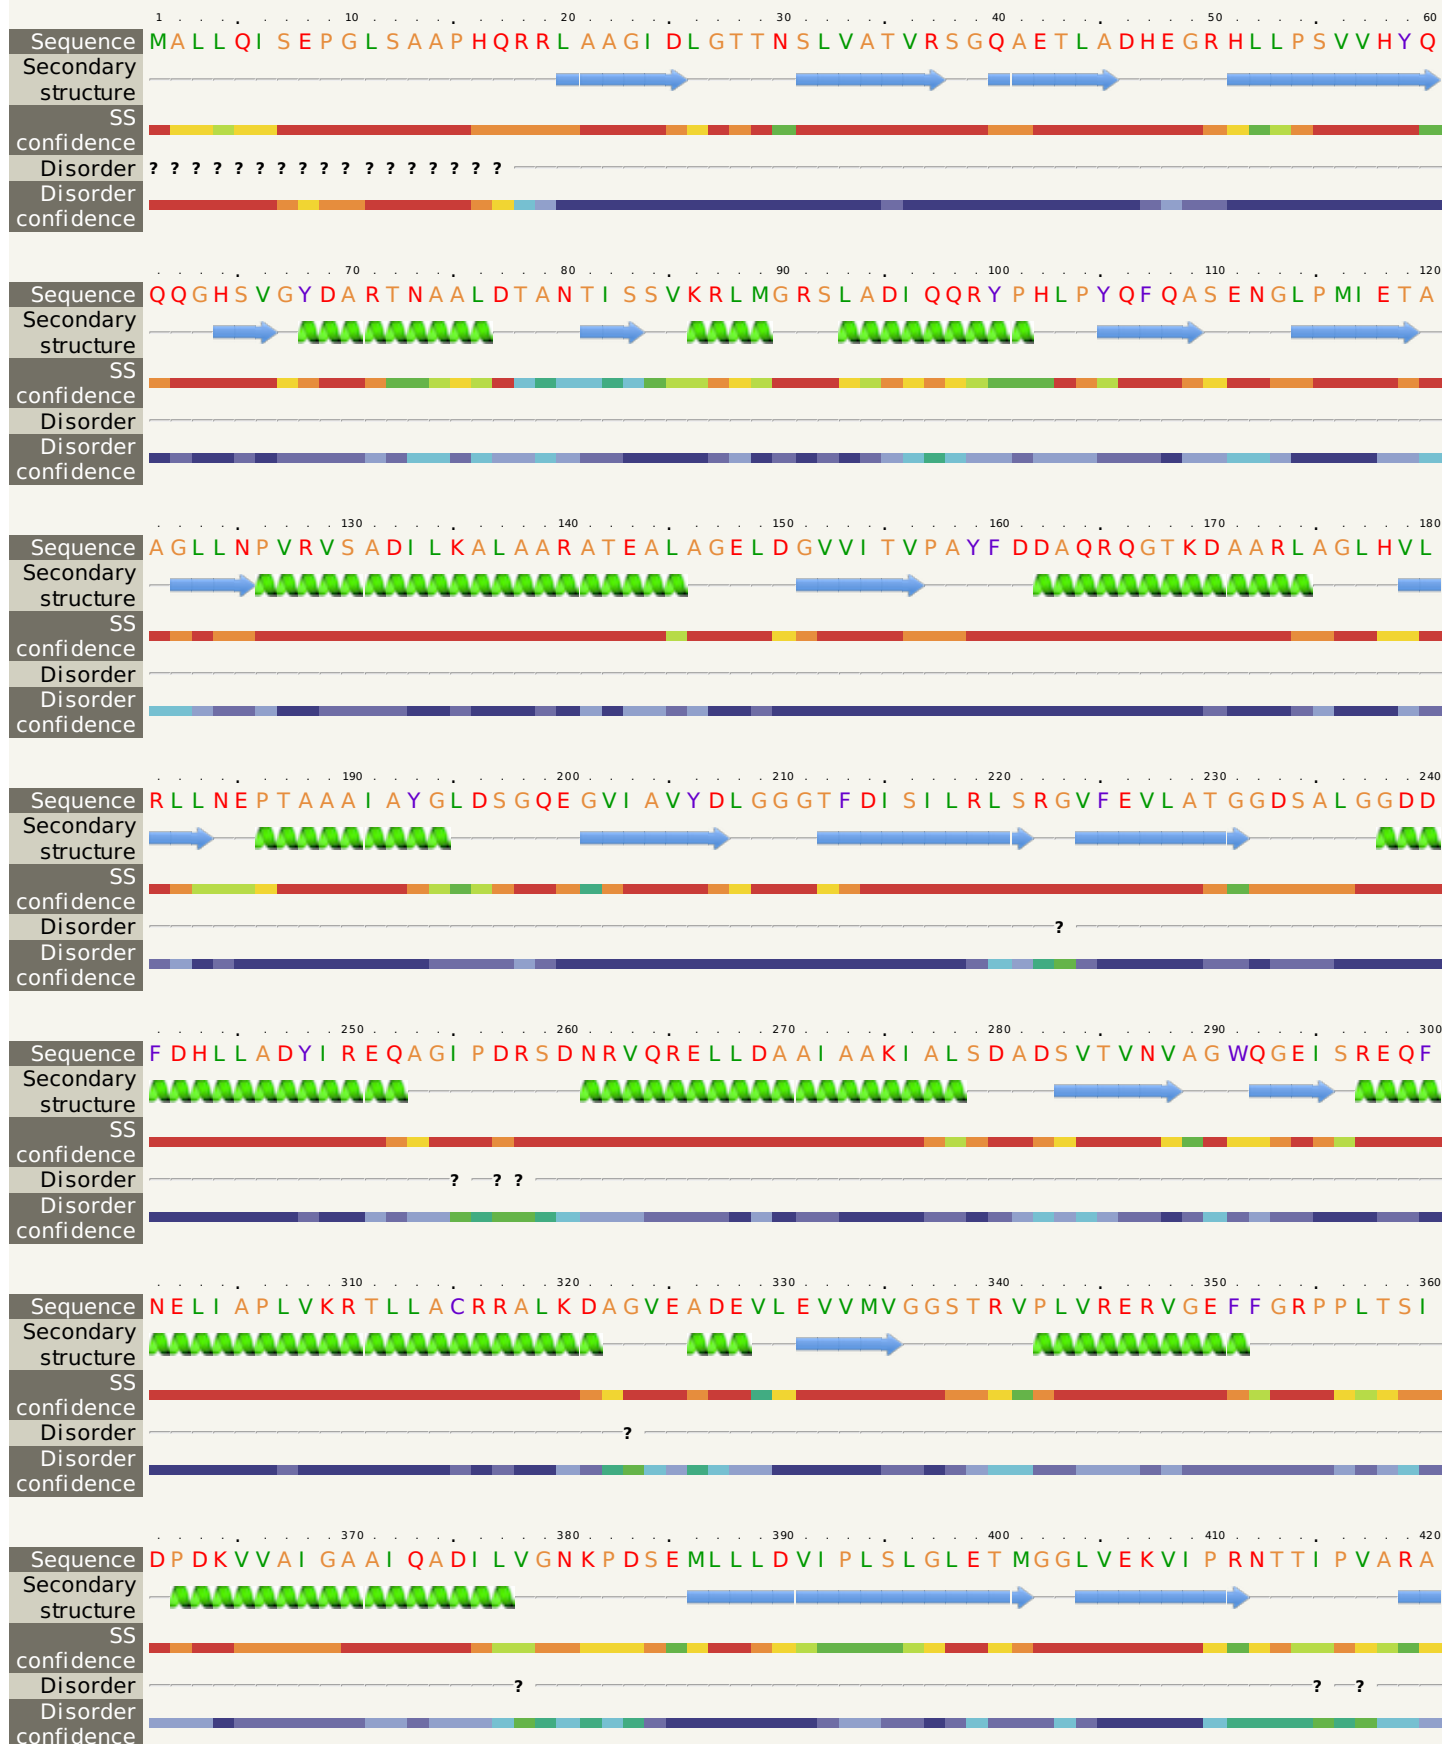 1 10 20 30 40 50 60
Sequence MALLQISEPGLSAAPHQRRLAAGIDLGTTNSLVATVRSGQAETLADHEGRHLLPSVVHYQ
Secondary
structure
SS
confidence
Disorder ? ? ? ? ? ? ? ? ? ? ? ? ? ? ? ? ?
Disorder
confidence
70 80 90 100 110 120
Sequence QQGHSVGYDARTNAALDTANTISSVKRLMGRSLADIQQRYPHLPYQFQASENGLPMIETA
Secondary
structure
SS
confidence
Disorder
Disorder
confidence
130 140 150 160 170 180
Sequence AGLLNPVRVSADILKALAARATEALAGELDGVVITVPAYFDDAQRQGTKDAARLAGLHVL
Secondary
structure
SS
confidence
Disorder
Disorder
confidence
190 200 210 220 230 240
Sequence RLLNEPTAAAIAYGLDSGQEGVIAVYDLGGGTFDISILRLSRGVFEVLATGGDSALGGDD
Secondary
structure
SS
confidence
Disorder ?
Disorder
confidence
250 260 270 280 290 300
Sequence FDHLLADYIREQAGIPDRSDNRVQRELLDAAIAAKIALSDADSVTVNVAGWQGEISREQF
Secondary
structure
SS
confidence
Disorder ? ? ?
Disorder
confidence
310 320 330 340 350 360
Sequence NELIAPLVKRTLLACRRALKDAGVEADEVLEVVMVGGSTRVPLVRERVGEFFGRPPLTSI
Secondary
structure
SS
confidence
Disorder ?
Disorder
confidence
370 380 390 400 410 420
Sequence DPDKVVAIGAAIQADILVGNKPDSEMLLLDVIPLSLGLETMGGLVEKVIPRNTTIPVARA
Secondary
structure
SS
confidence
Disorder ? ? ?
Disorder
confidence